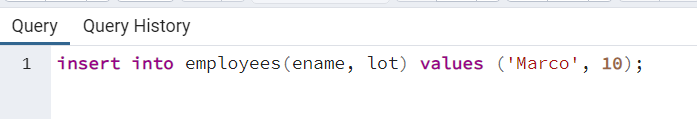 Query Query History
1 insert into employees(ename, lot) values ('Marco', 10);